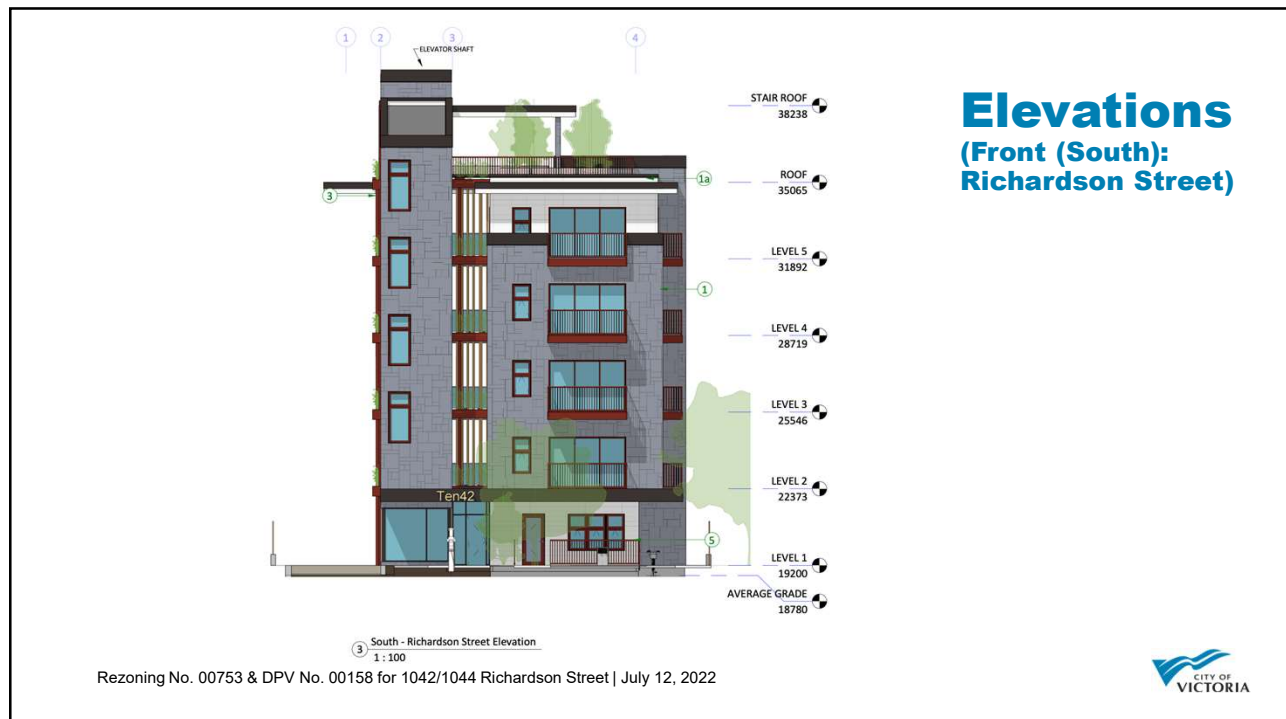 1 2 3 4
ELEVATOR SHAFT
Elevations
(Front (South):
Richardson Street)
STAIR ROOF
38238
1a
ROOF
35065
3
LEVEL 5
31892
1
LEVEL 4
28719
LEVEL 3
25546
LEVEL 2
22373
Ten42
5
LEVEL 1
19200
AVERAGE GRADE
18780
3 South - Richardson Street Elevation
1 : 100
Rezoning No. 00753 & DPV No. 00158 for 1042/1044 Richardson Street | July 12, 2022
CITY OF
VICTORIA